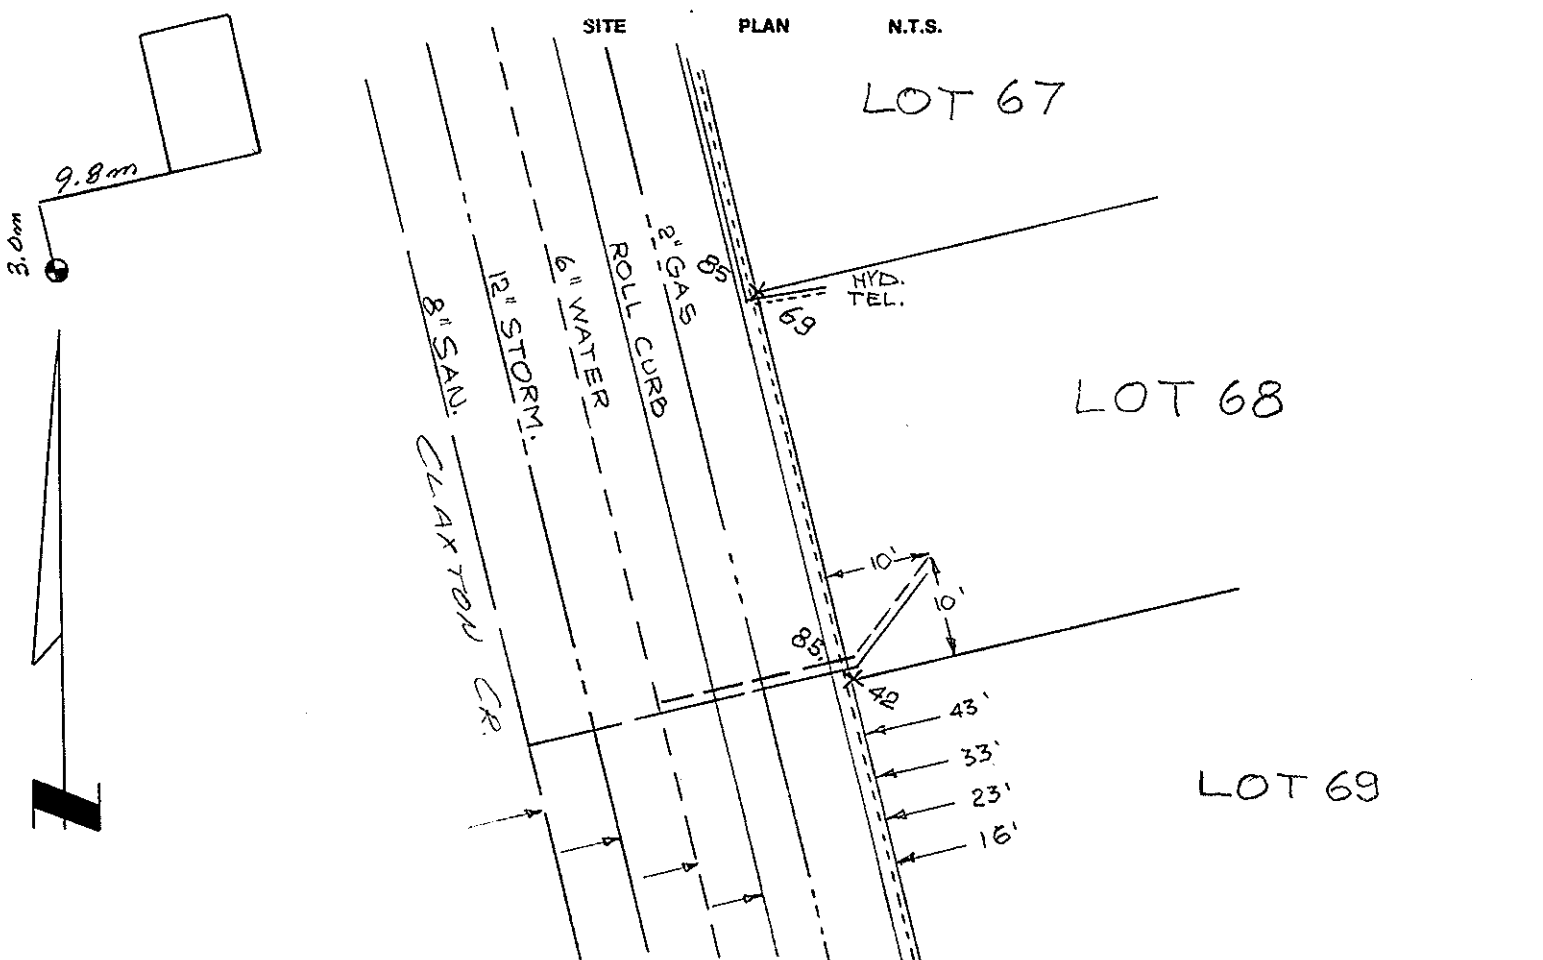 SITE PLAN N.T.S.
LOT 67
9.8m
3.0m
85
2" GAS
ROLL CURB
6" WATER
12" STORM.
8" SAN.
HYD.
TEL.
69
LOT 68
CLAXTON CR.
10'
10'
85.
42
43'
33'
23'
16'
LOT 69